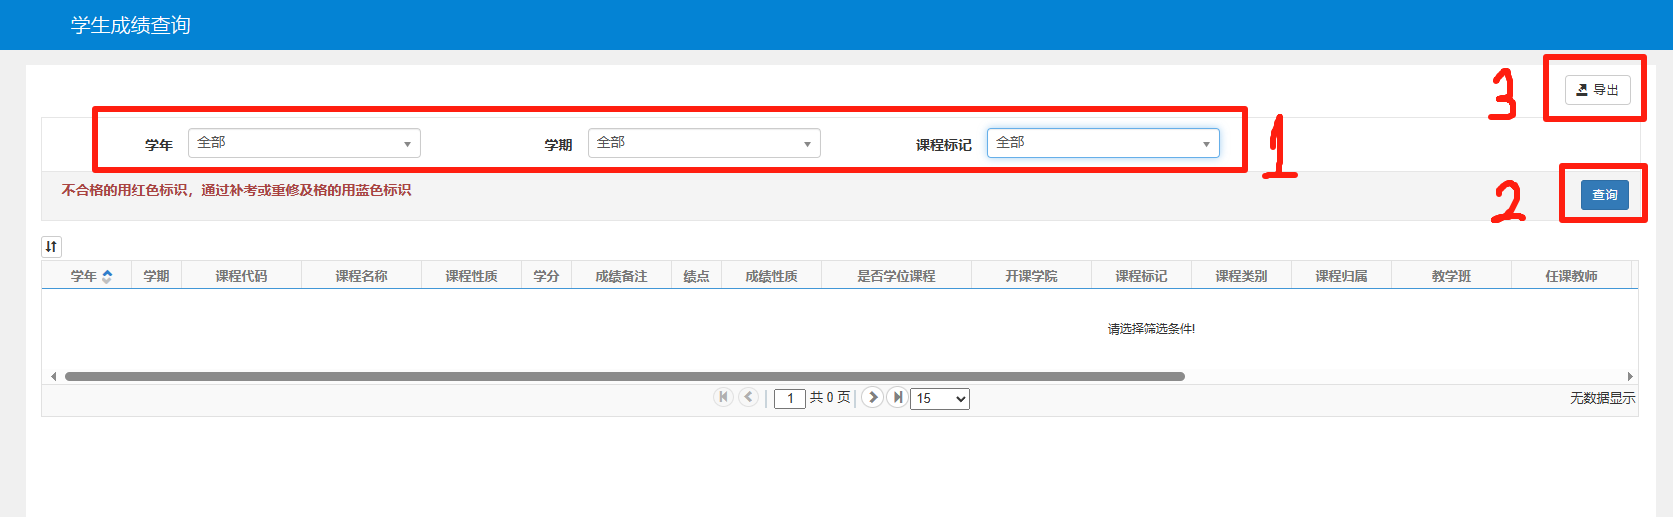 学生成绩查询
3
导出
学年 全部 学期 全部 课程标记 全部
1
不合格的用红色标识，通过补考或重修及格的用蓝色标识
2
查询
学年 学期 课程代码 课程名称 课程性质 学分 成绩备注 绩点 成绩性质 是否学位课程 开课学院 课程标记 课程类别 课程归属 教学班 任课教师
请选择筛选条件!
1 共 0 页 15 无数据显示